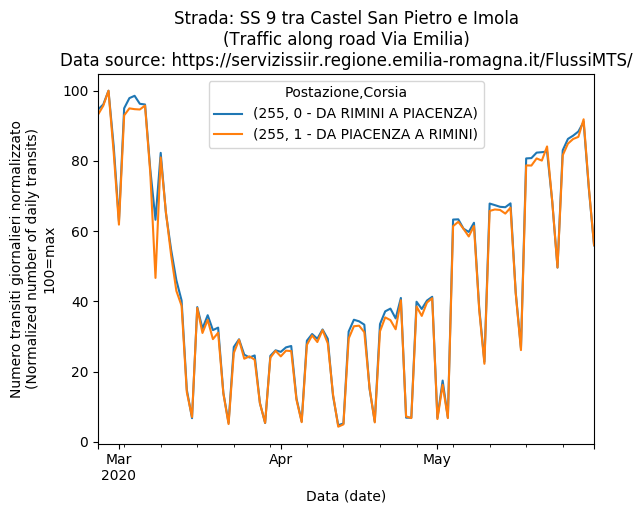 Strada: SS 9 tra Castel San Pietro e Imola
(Traffic along road Via Emilia)
Data source: https://servizissiir.regione.emilia-romagna.it/FlussiMTS/
Postazione,Corsia
(255, 0 - DA RIMINI A PIACENZA)
(255, 1 - DA PIACENZA A RIMINI)
Numero transiti giornalieri normalizzato
(Normalized number of daily transits)
100=max
100
80
60
40
20
0
Mar
2020
Apr
May
Data (date)